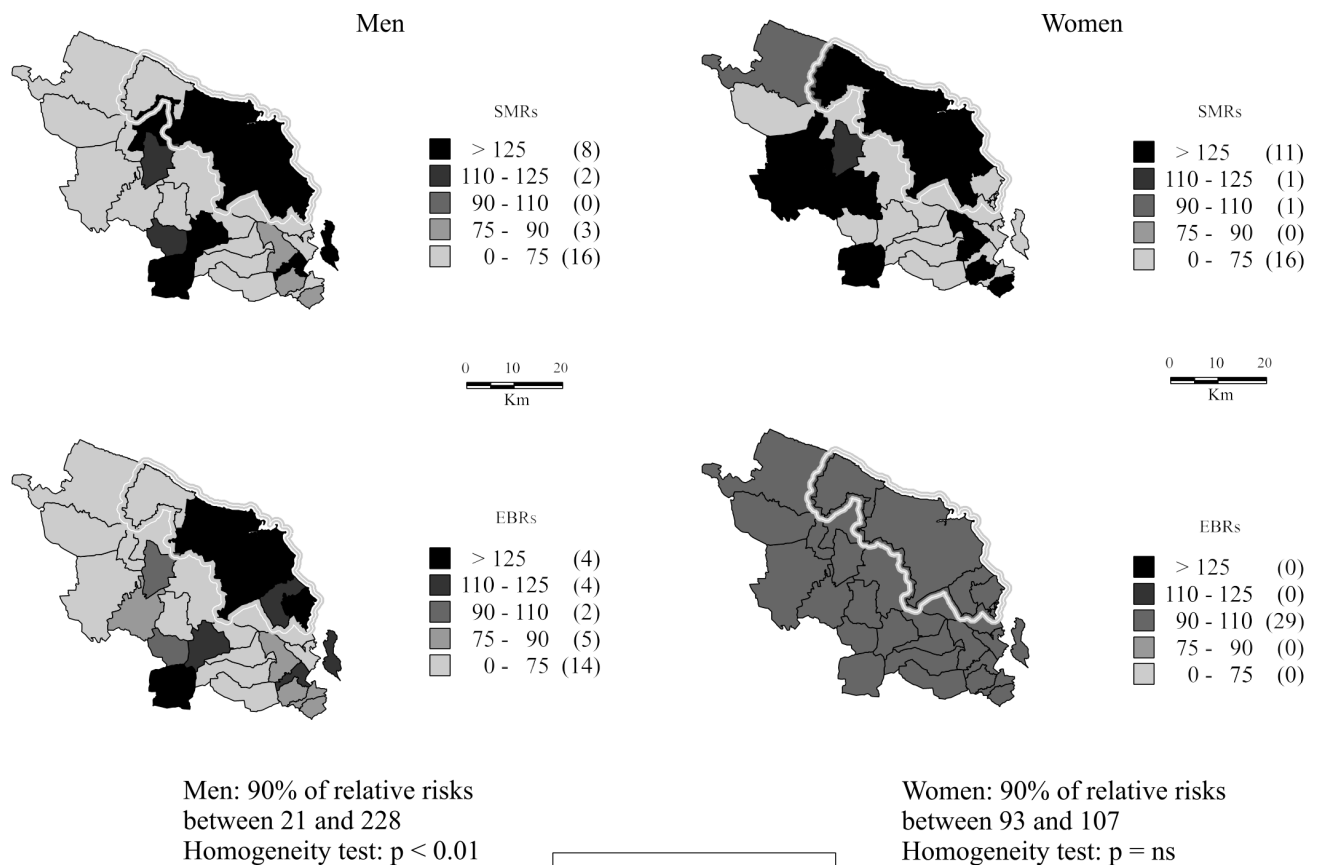 Men
Women
SMRs
> 125 (8)
110 - 125 (2)
90 - 110 (0)
75 - 90 (3)
0 - 75 (16)
SMRs
> 125 (11)
110 - 125 (1)
90 - 110 (1)
75 - 90 (0)
0 - 75 (16)
0 10 20
Km
0 10 20
Km
EBRs
> 125 (4)
110 - 125 (4)
90 - 110 (2)
75 - 90 (5)
0 - 75 (14)
EBRs
> 125 (0)
110 - 125 (0)
90 - 110 (29)
75 - 90 (0)
0 - 75 (0)
Men: 90% of relative risks
between 21 and 228
Homogeneity test: p < 0.01
Women: 90% of relative risks
between 93 and 107
Homogeneity test: p = ns